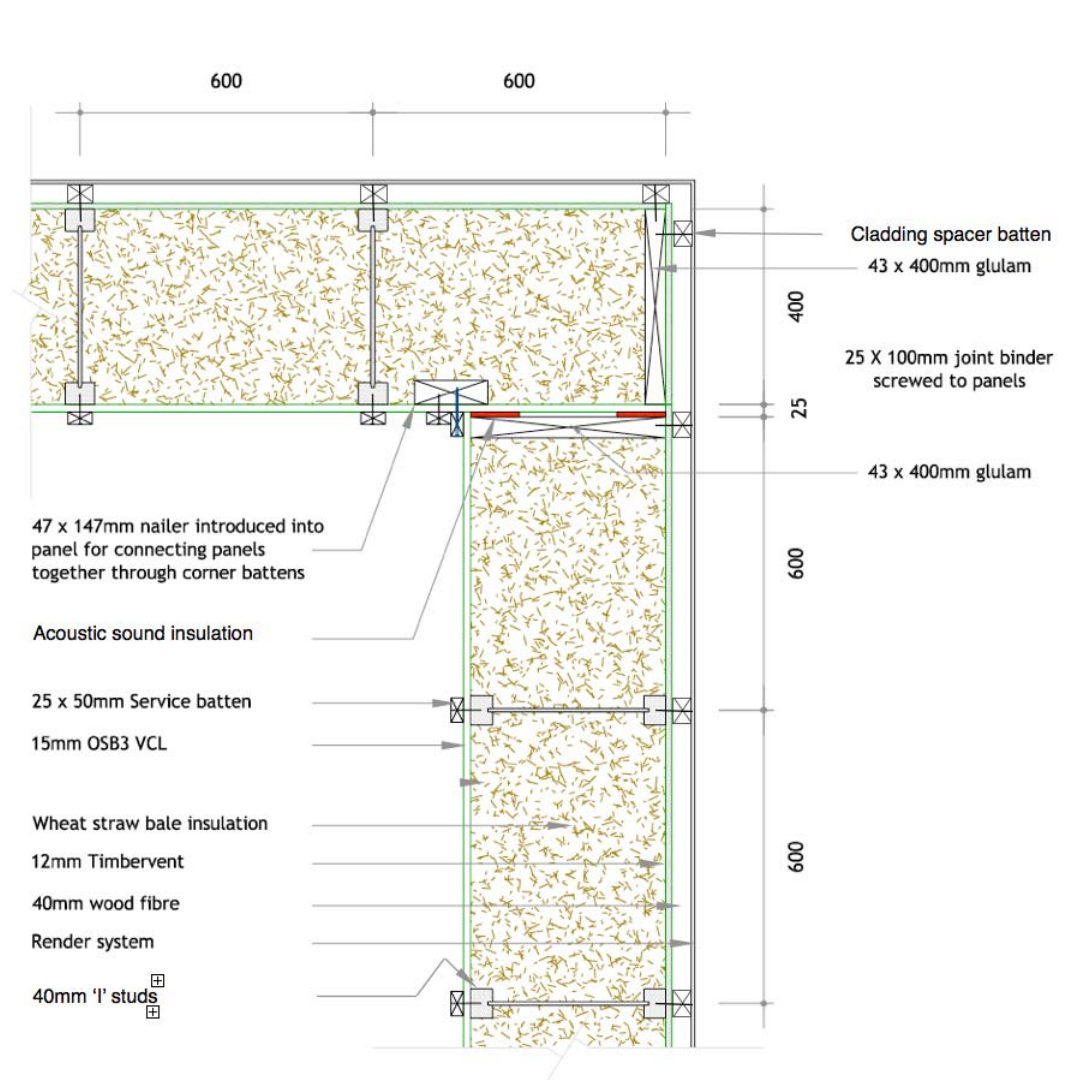 600
600
Cladding spacer batten
43 x 400mm glulam
400
25 X 100mm joint binder
screwed to panels
25
43 x 400mm glulam
47 x 147mm nailer introduced into
panel for connecting panels
together through corner battens
600
Acoustic sound insulation
25 x 50mm Service batten
15mm OSB3 VCL
Wheat straw bale insulation
12mm Timbervent
600
40mm wood fibre
Render system
40mm ‘I’ studs